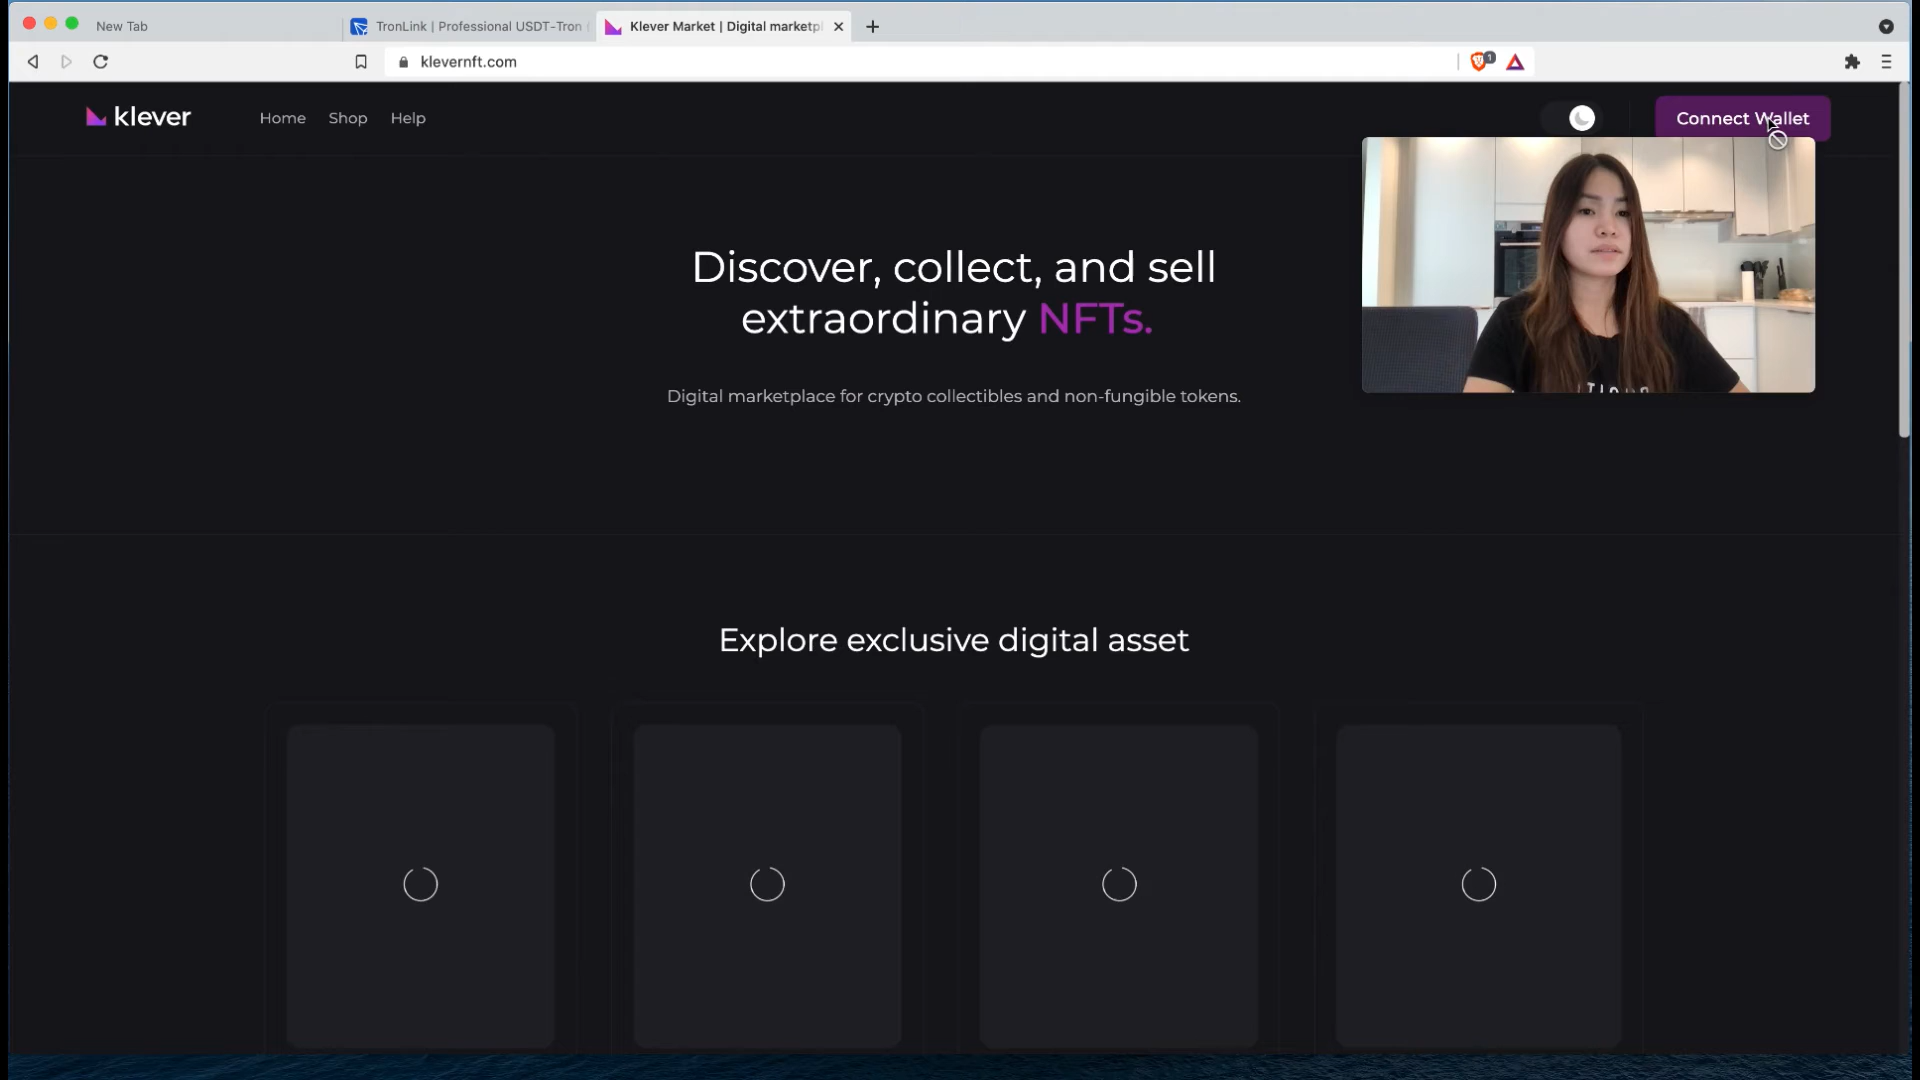 New Tab
TronLink | Professional USDT-Tron
Klever Market | Digital marketpl
klevernft.com
1
klever
Home
Shop
Help
Connect Wallet
Discover, collect, and sell
extraordinary NFTs.
Digital marketplace for crypto collectibles and non-fungible tokens.
Explore exclusive digital asset